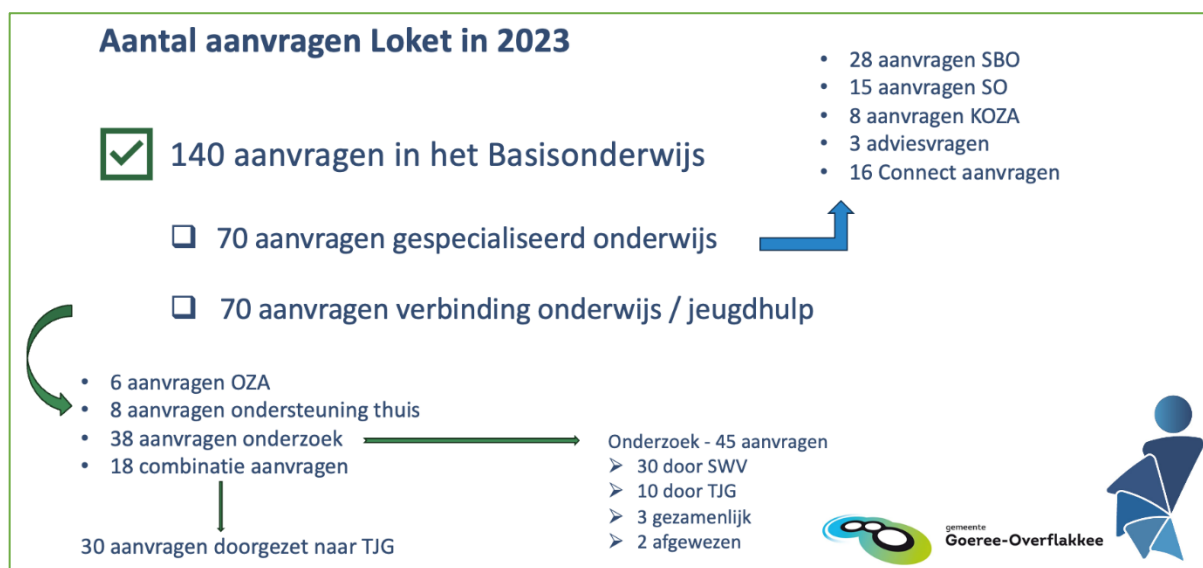 Aantal aanvragen Loket in 2023
• 28 aanvragen SBO
• 15 aanvragen SO
• 8 aanvragen KOZA
• 3 adviesvragen
• 16 Connect aanvragen
140 aanvragen in het Basisonderwijs
70 aanvragen gespecialiseerd onderwijs
70 aanvragen verbinding onderwijs / jeugdhulp
• 6 aanvragen OZA
• 8 aanvragen ondersteuning thuis
• 38 aanvragen onderzoek
• 18 combinatie aanvragen
30 aanvragen doorgezet naar TJG
Onderzoek - 45 aanvragen
➢ 30 door SWV
➢ 10 door TJG
➢ 3 gezamenlijk
➢ 2 afgewezen
gemeente
Goeree-Overflakkee